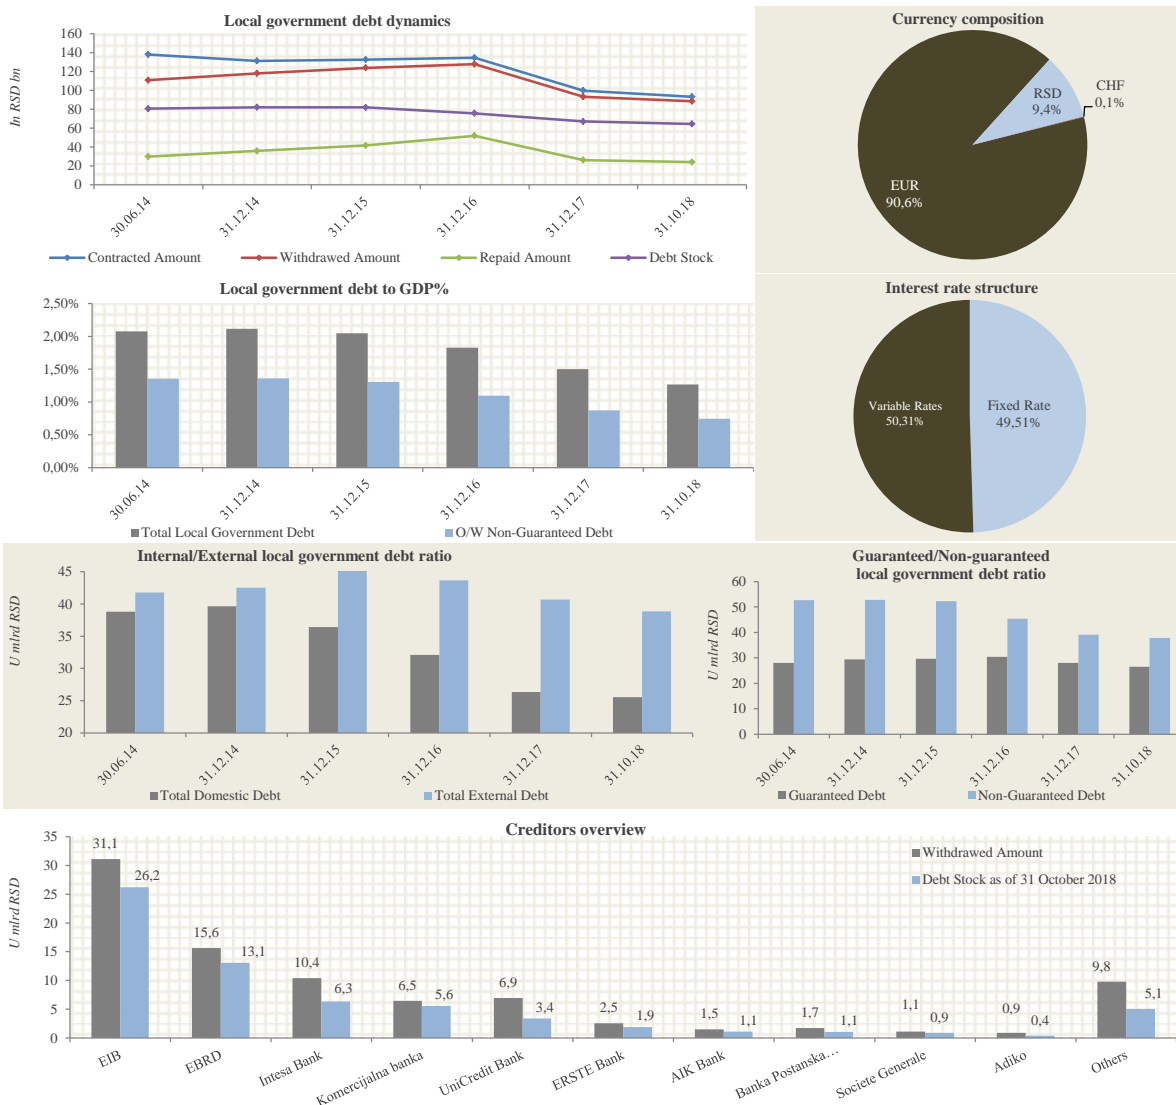 Local government debt dynamics
In RSD bn
160
140
120
100
80
60
40
20
0
30.06.14
31.12.14
31.12.15
31.12.16
31.12.17
31.10.18
Contracted Amount
Withdrawed Amount
Repaid Amount
Debt Stock
Currency composition
RSD
9,4%
CHF
0,1%
EUR
90,6%
Local government debt to GDP%
2,50%
2,00%
1,50%
1,00%
0,50%
0,00%
30.06.14
31.12.14
31.12.15
31.12.16
31.12.17
31.10.18
Total Local Government Debt
O/W Non-Guaranteed Debt
Interest rate structure
Variable Rates
50,31%
Fixed Rate
49,51%
Internal/External local government debt ratio
U mlrd RSD
45
40
35
30
25
20
30.06.14
31.12.14
31.12.15
31.12.16
31.12.17
31.10.18
Total Domestic Debt
Total External Debt
Guaranteed/Non-guaranteed
local government debt ratio
U mlrd RSD
60
50
40
30
20
10
0
30.06.14
31.12.14
31.12.15
31.12.16
31.12.17
31.10.18
Guaranteed Debt
Non-Guaranteed Debt
Creditors overview
U mlrd RSD
35
30
25
20
15
10
5
0
31,1
26,2
15,6
13,1
10,4
6,3
6,5
5,6
6,9
3,4
2,5
1,9
1,5
1,1
1,7
1,1
1,1
0,9
0,9
0,4
9,8
5,1
Withdrawed Amount
Debt Stock as of 31 October 2018
EIB
EBRD
Intesa Bank
Komercijalna banka
UniCredit Bank
ERSTE Bank
AIK Bank
Banka Postanska…
Societe Generale
Adiko
Others